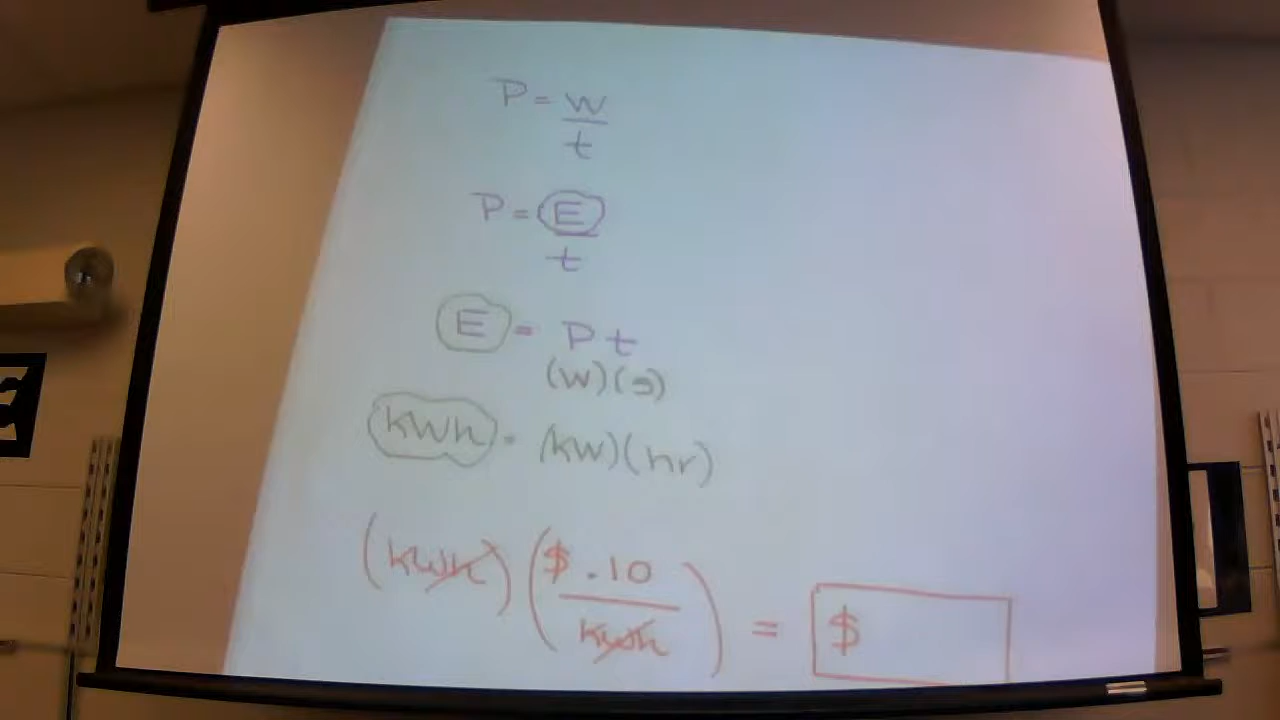 P = W
t
P = E
t
E = P t
(W)(s)
kWh = (kW)(hr)
(kWh) ($ .10 / kWh) = $